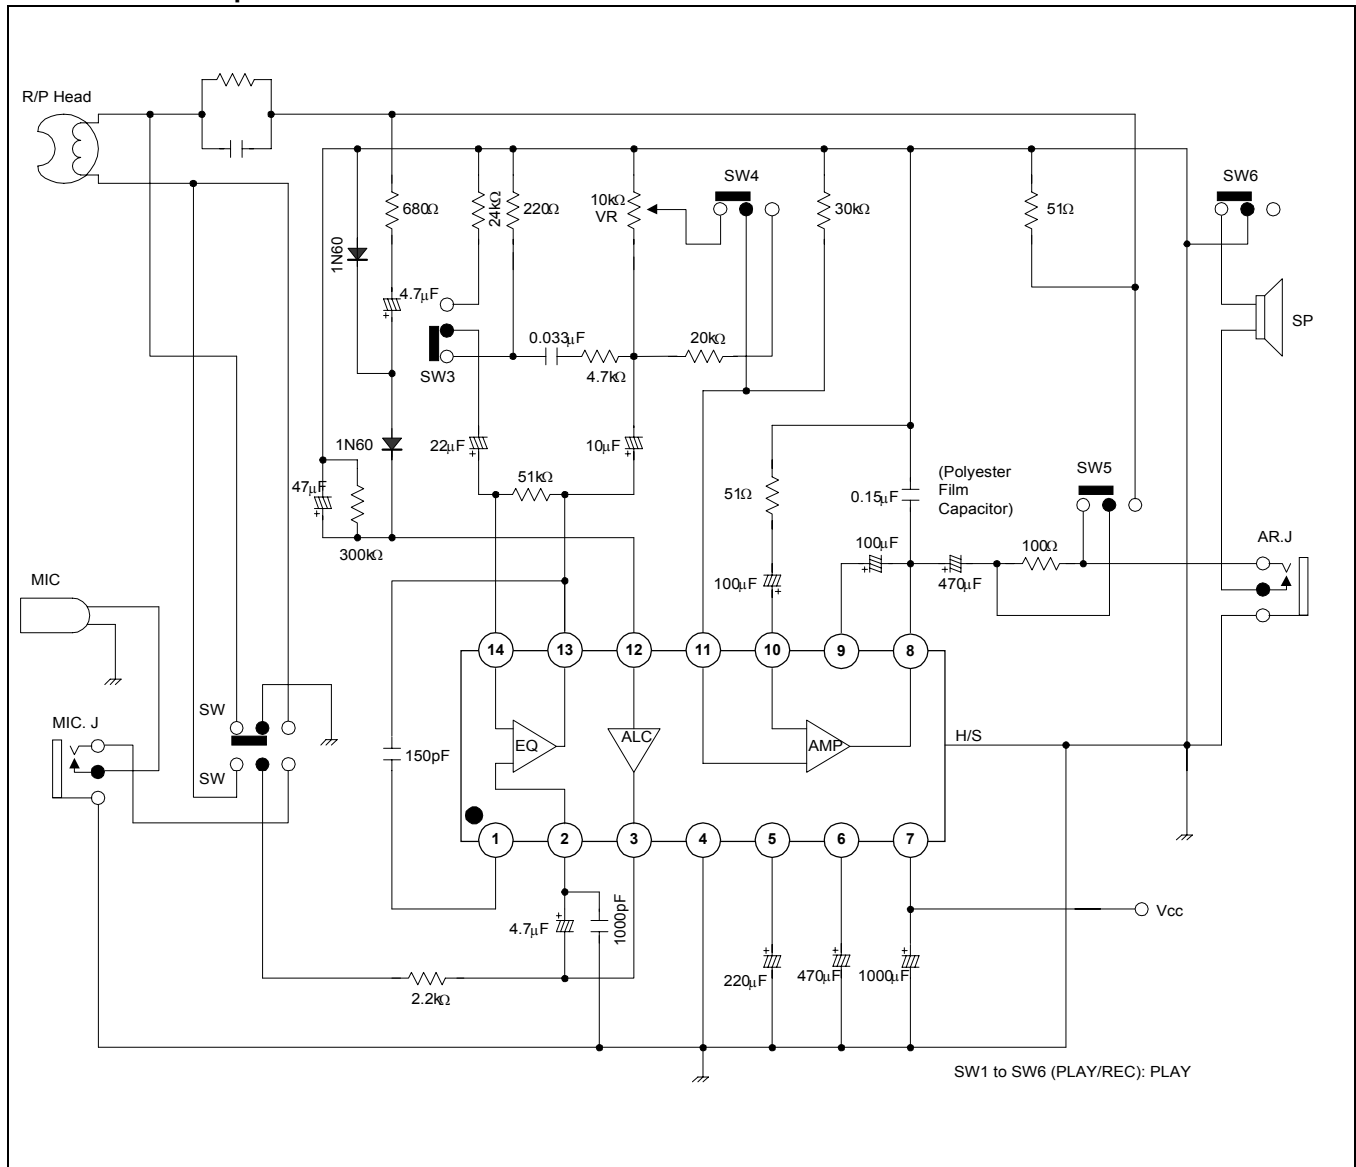 R/P Head
SW4
SW6
680Ω
24kΩ
220Ω
10kΩ
VR
30kΩ
51Ω
1N60
4.7μF
SP
0.033μF
20kΩ
SW3
4.7kΩ
1N60
22μF
10μF
51kΩ
47μF
300kΩ
51Ω
0.15μF
(Polyester
Film
Capacitor)
SW5
100μF
100Ω
AR.J
100μF
470μF
MIC
14
13
12
11
10
9
8
SW
MIC. J
EQ
ALC
AMP
H/S
150pF
SW
1
2
3
4
5
6
7
4.7μF
1000pF
Vcc
220μF
470μF
1000μF
2.2kΩ
SW1 to SW6 (PLAY/REC): PLAY
+
+
+
+
+
+
+
+
+
+
+